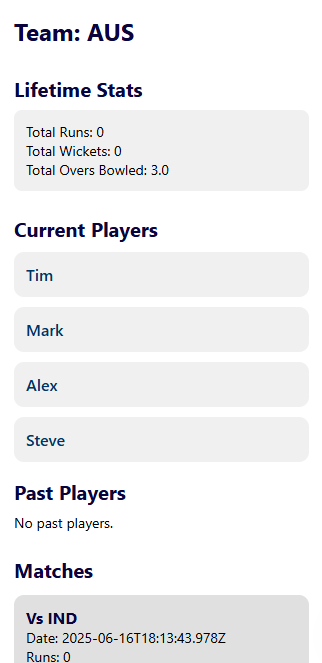 Team: AUS
Lifetime Stats
Total Runs: 0
Total Wickets: 0
Total Overs Bowled: 3.0
Current Players
Tim
Mark
Alex
Steve
Past Players
No past players.
Matches
Vs IND
Date: 2025-06-16T18:13:43.978Z
Runs: 0